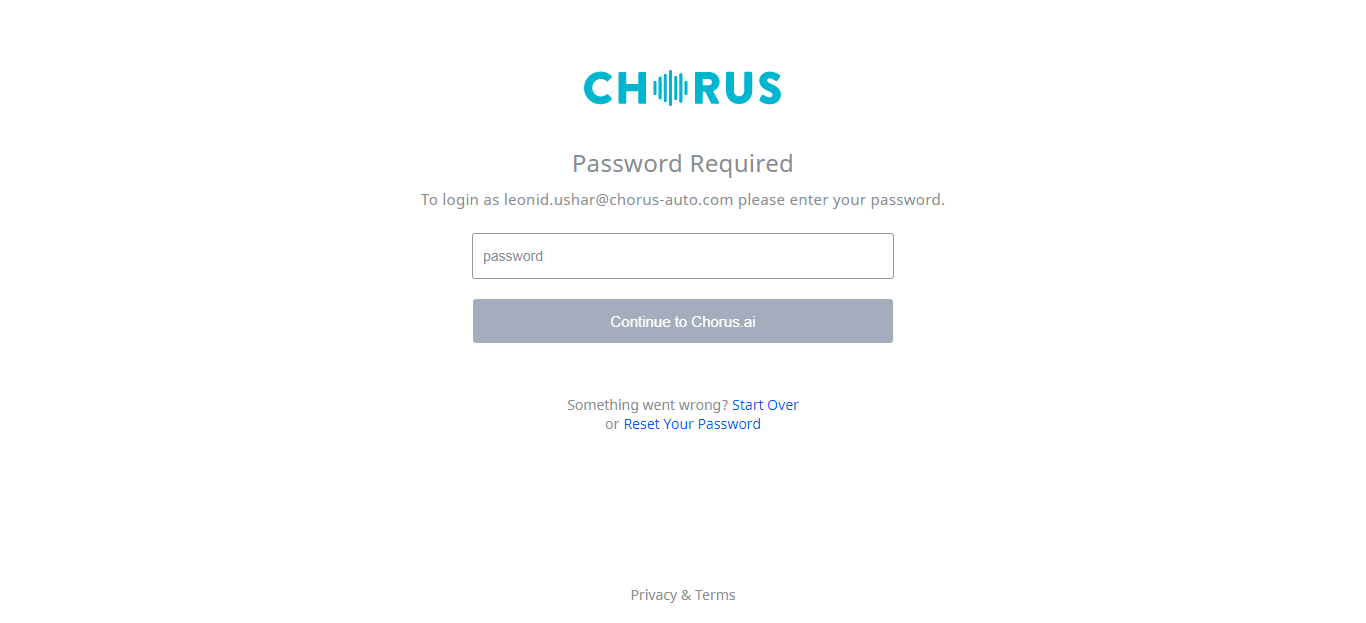 CHORUS
Password Required
To login as leonid.ushar@chorus-auto.com please enter your password.
password
Continue to Chorus.ai
Something went wrong? Start Over
or Reset Your Password
Privacy & Terms